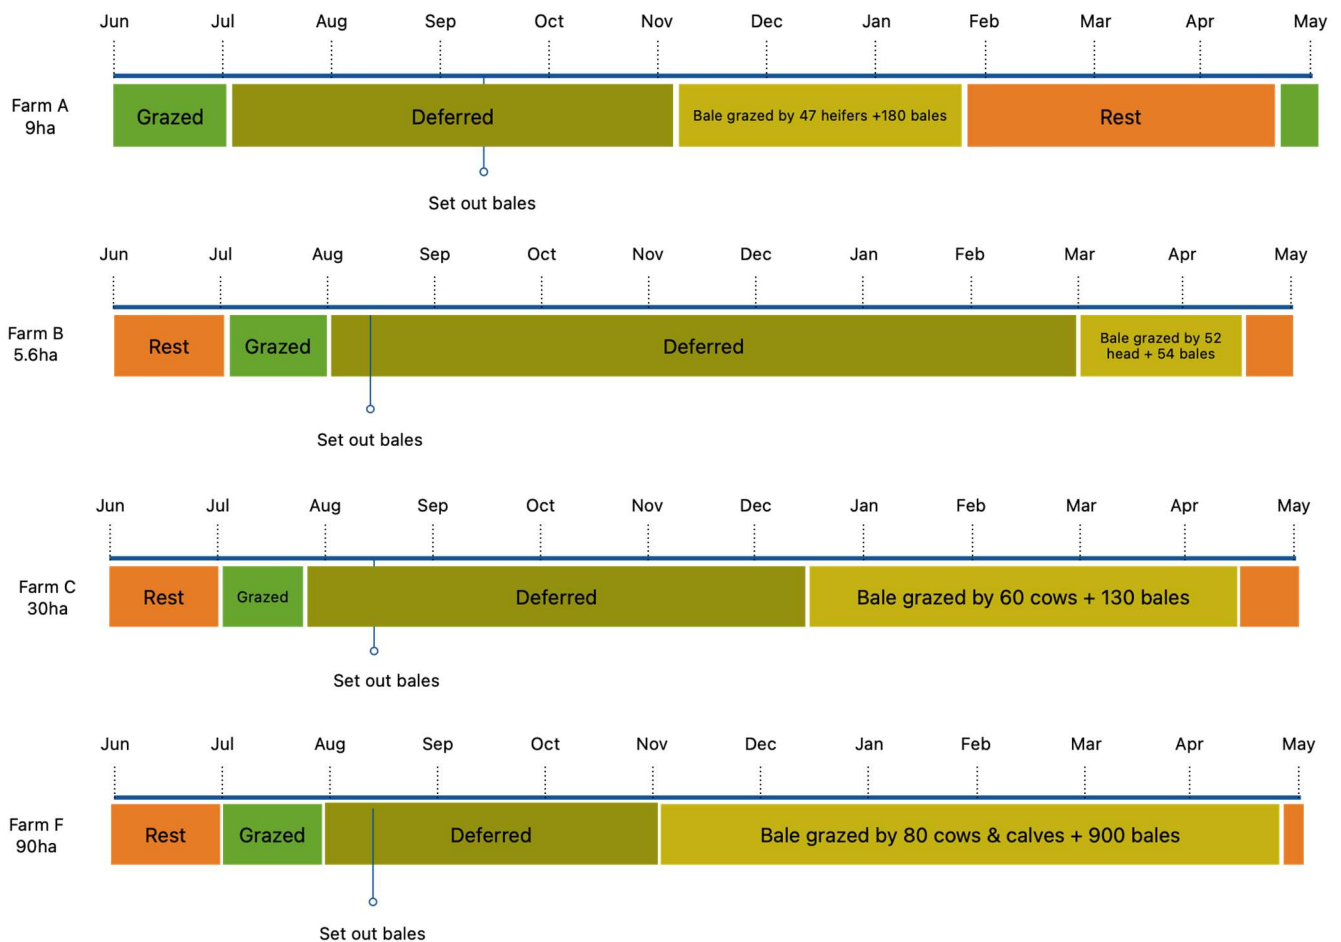 Jun Jul Aug Sep Oct Nov Dec Jan Feb Mar Apr May
Farm A
9ha
Grazed
Deferred
Bale grazed by 47 heifers +180 bales
Rest
Set out bales
Jun Jul Aug Sep Oct Nov Dec Jan Feb Mar Apr May
Farm B
5.6ha
Rest
Grazed
Deferred
Bale grazed by 52
head + 54 bales
Set out bales
Jun Jul Aug Sep Oct Nov Dec Jan Feb Mar Apr May
Farm C
30ha
Rest
Grazed
Deferred
Bale grazed by 60 cows + 130 bales
Set out bales
Jun Jul Aug Sep Oct Nov Dec Jan Feb Mar Apr May
Farm F
90ha
Rest
Grazed
Deferred
Bale grazed by 80 cows & calves + 900 bales
Set out bales